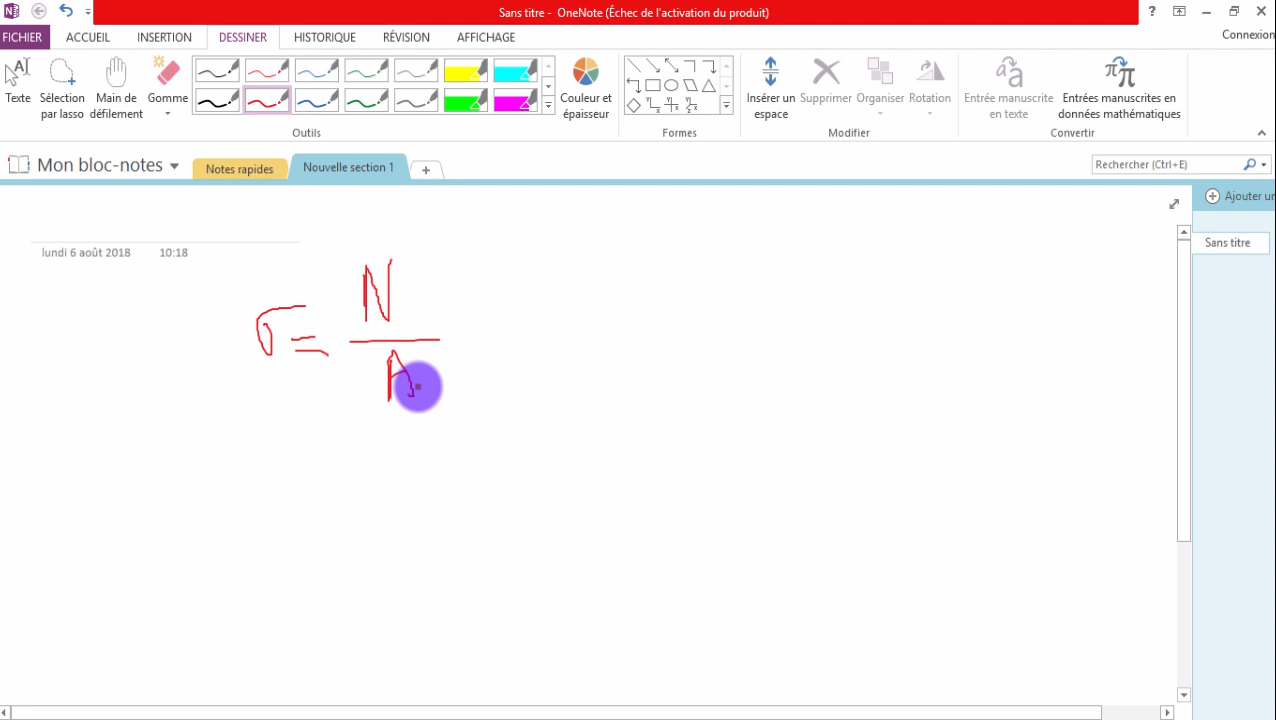 Sans titre - OneNote (Échec de l'activation du produit)
FICHIER ACCUEIL INSERTION DESSINER HISTORIQUE RÉVISION AFFICHAGE Connexion
Texte
Sélection par lasso
Main de défilement
Gomme
Couleur et épaisseur
Insérer un espace
Supprimer
Organiser
Rotation
Entrée manuscrite en texte
Entrées manuscrites en données mathématiques
Outils Formes Modifier Convertir
Mon bloc-notes Notes rapides Nouvelle section 1 Rechercher (Ctrl+E)
Ajouter un
Sans titre
lundi 6 août 2018 10:18
σ = N / A